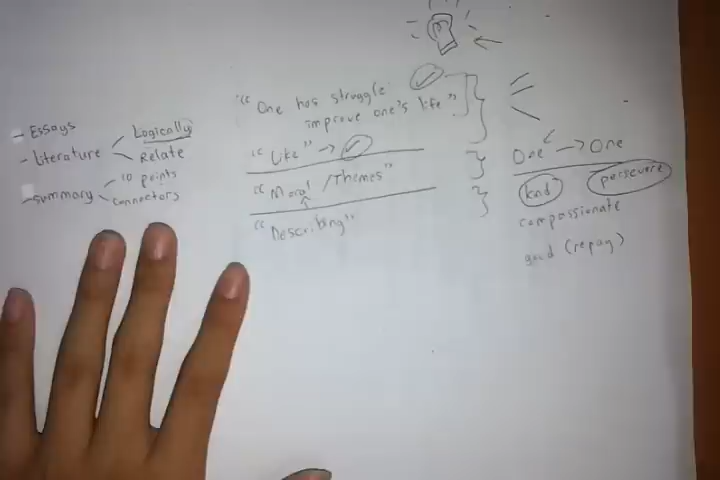 - Essays
- Literature
Logically
Relate
- Summary
10 points
connectors
"One has struggle
improve one's life"
"Like" →
"Moral / Themes"
"Describing"
One → One
kind
persevere
compassionate
good (repay)